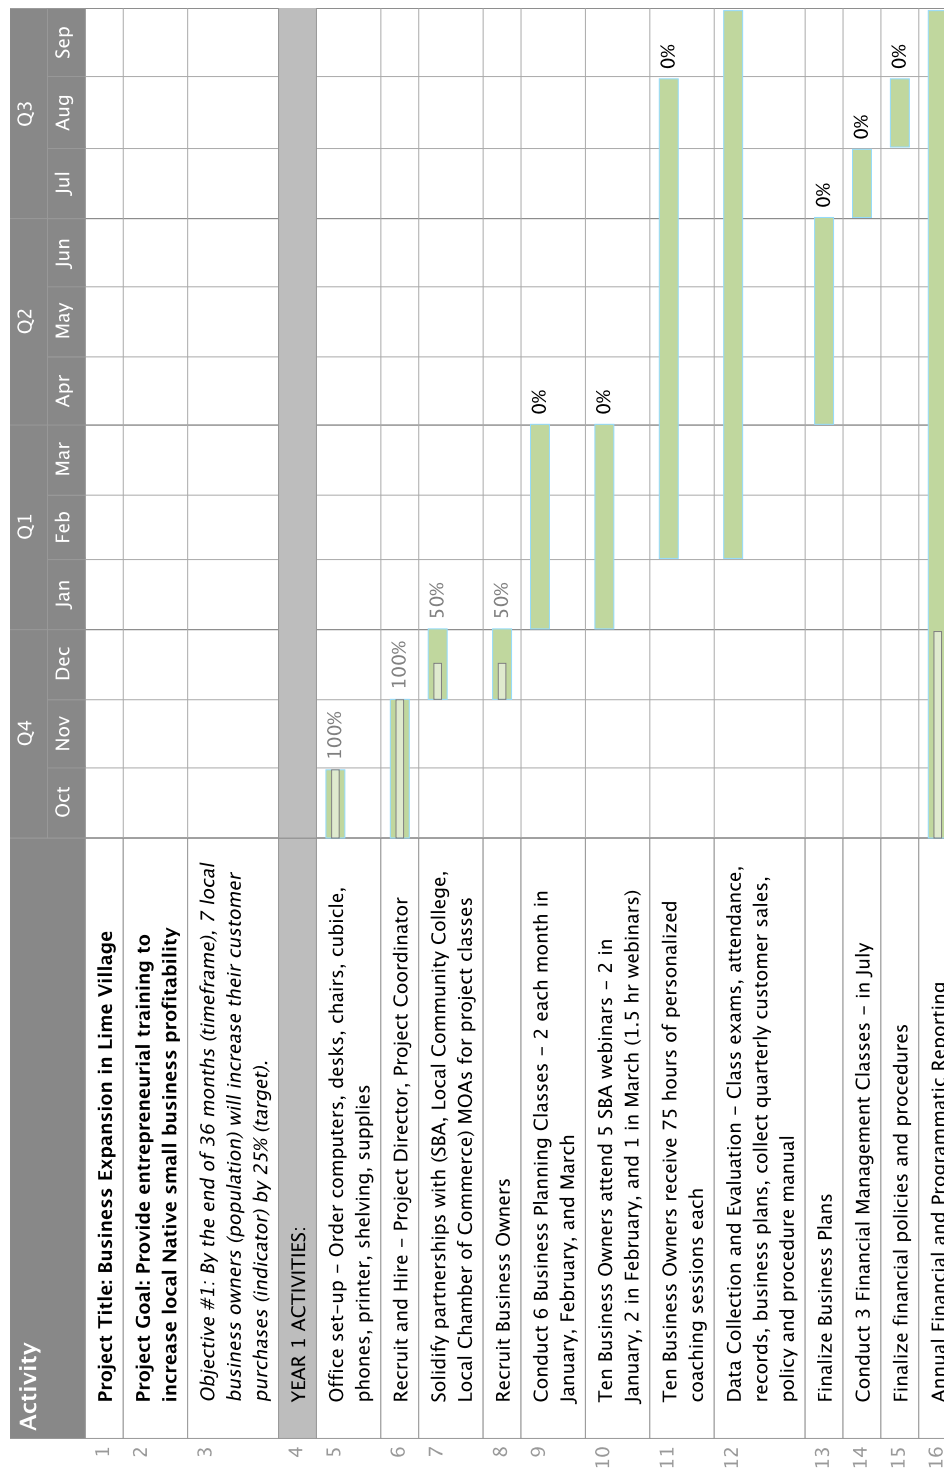 Activity
Q4
Q1
Q2
Q3
Oct
Nov
Dec
Jan
Feb
Mar
Apr
May
Jun
Jul
Aug
Sep
1
Project Title: Business Expansion in Lime Village
2
Project Goal: Provide entrepreneurial training to
increase local Native small business profitability
3
Objective #1: By the end of 36 months (timeframe), 7 local
business owners (population) will increase their customer
purchases (indicator) by 25% (target).
4
YEAR 1 ACTIVITIES:
5
Office set-up – Order computers, desks, chairs, cubicle,
phones, printer, shelving, supplies
100%
6
Recruit and Hire – Project Director, Project Coordinator
100%
7
Solidify partnerships with (SBA, Local Community College,
Local Chamber of Commerce) MOAs for project classes
50%
8
Recruit Business Owners
50%
9
Conduct 6 Business Planning Classes – 2 each month in
January, February, and March
0%
10
Ten Business Owners attend 5 SBA webinars – 2 in
January, 2 in February, and 1 in March (1.5 hr webinars)
0%
11
Ten Business Owners receive 75 hours of personalized
coaching sessions each
0%
12
Data Collection and Evaluation – Class exams, attendance,
records, business plans, collect quarterly customer sales,
policy and procedure manual
13
Finalize Business Plans
0%
14
Conduct 3 Financial Management Classes – in July
0%
15
Finalize financial policies and procedures
0%
16
Annual Financial and Programmatic Reporting